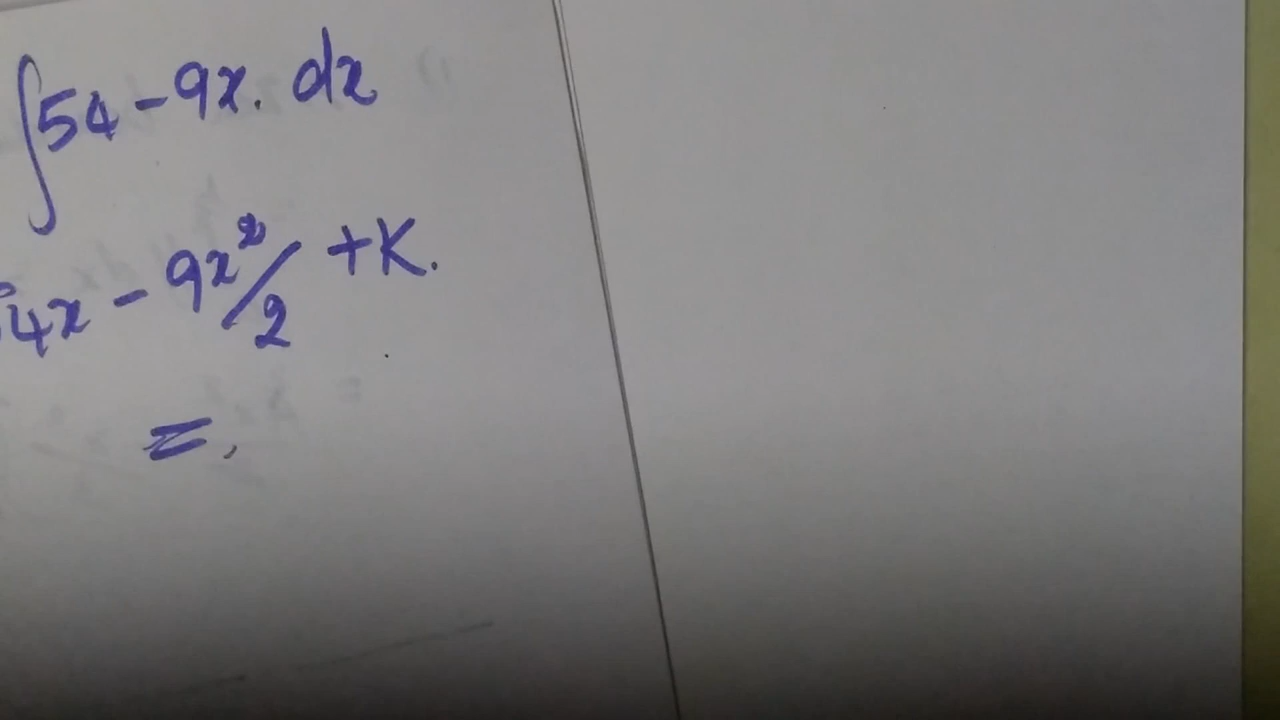 ∫54 - 9x. dx
4x - 9x²/2 + K.
=.